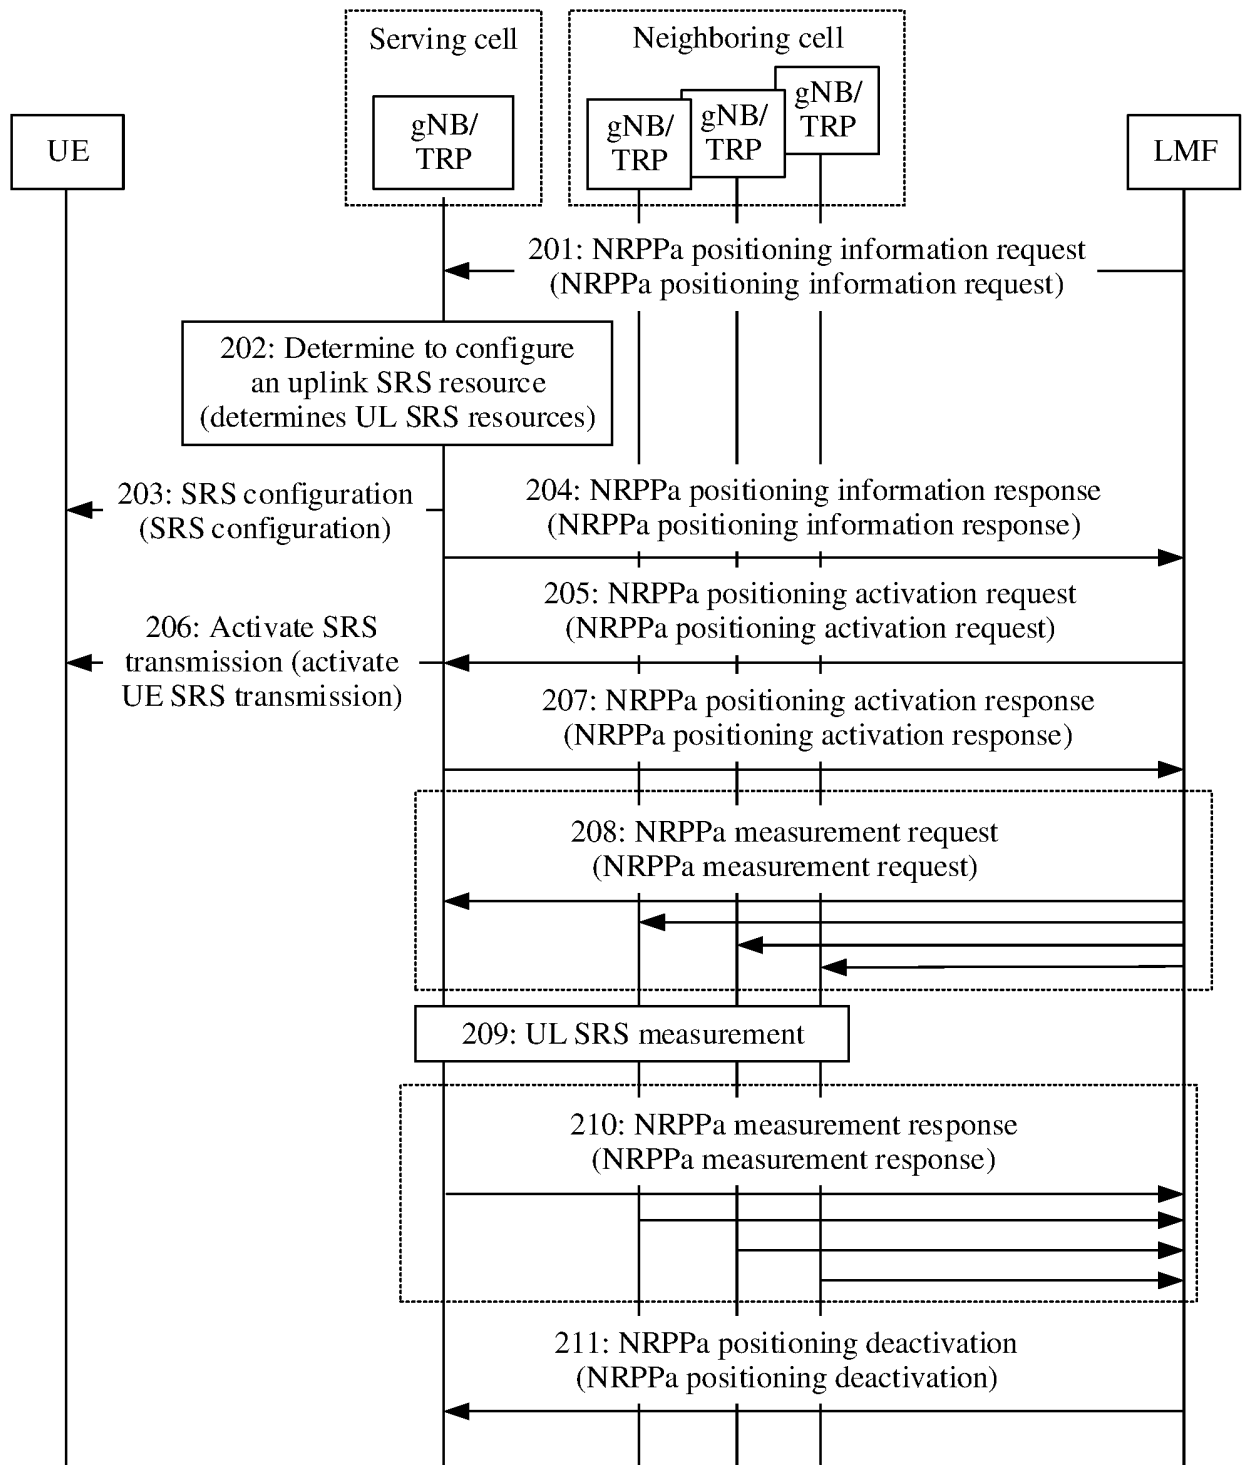 Serving cell
Neighboring cell
UE
gNB/
TRP
gNB/
TRP
gNB/
TRP
gNB/
TRP
LMF
201: NRPPa positioning information request
(NRPPa positioning information request)
202: Determine to configure
an uplink SRS resource
(determines UL SRS resources)
203: SRS configuration
(SRS configuration)
204: NRPPa positioning information response
(NRPPa positioning information response)
205: NRPPa positioning activation request
(NRPPa positioning activation request)
206: Activate SRS
transmission (activate
UE SRS transmission)
207: NRPPa positioning activation response
(NRPPa positioning activation response)
208: NRPPa measurement request
(NRPPa measurement request)
209: UL SRS measurement
210: NRPPa measurement response
(NRPPa measurement response)
211: NRPPa positioning deactivation
(NRPPa positioning deactivation)